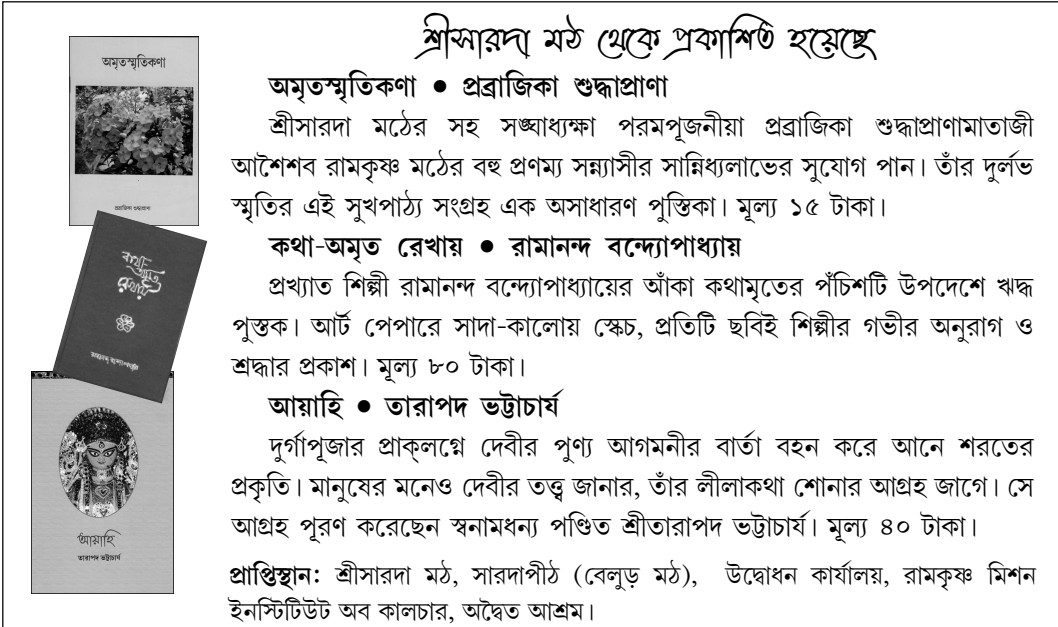 শ্রীসারদা মঠ থেকে প্রকাশিত হয়েছে
অমৃতস্মৃতিকণা
প্রব্রাজিকা শুদ্ধাপ্রাণা
কথা-
অমৃত
রেখায়
রামানন্দ বন্দ্যোপাধ্যায়
আয়াহি
তারাপদ ভট্টাচার্য
অমৃতস্মৃতিকণা ● প্রব্রাজিকা শুদ্ধাপ্রাণা
শ্রীসারদা মঠের সহ সঙ্ঘাধ্যক্ষা পরমপূজনীয়া প্রব্রাজিকা শুদ্ধাপ্রাণামাতাজী
আশৈশব রামকৃষ্ণ মঠের বহু প্রণম্য সন্ন্যাসীর সান্নিধ্যলাভের সুযোগ পান। তাঁর দুর্লভ
স্মৃতির এই সুখপাঠ্য সংগ্রহ এক অসাধারণ পুস্তিকা। মূল্য ১৫ টাকা।
কথা-অমৃত রেখায় ● রামানন্দ বন্দ্যোপাধ্যায়
প্রখ্যাত শিল্পী রামানন্দ বন্দ্যোপাধ্যায়ের আঁকা কথামৃতের পঁচিশটি উপদেশে ঋদ্ধ
পুস্তক। আর্ট পেপারে সাদা-কালোয় স্কেচ, প্রতিটি ছবিই শিল্পীর গভীর অনুরাগ ও
শ্রদ্ধার প্রকাশ। মূল্য ৮০ টাকা।
আয়াহি ● তারাপদ ভট্টাচার্য
দুর্গাপূজার প্রাক্‌লগ্নে দেবীর পুণ্য আগমনীর বার্তা বহন করে আনে শরতের
প্রকৃতি। মানুষের মনেও দেবীর তত্ত্ব জানার, তাঁর লীলাকথা শোনার আগ্রহ জাগে। সে
আগ্রহ পূরণ করেছেন স্বনামধন্য পণ্ডিত শ্রীতারাপদ ভট্টাচার্য। মূল্য ৪০ টাকা।
প্রাপ্তিস্থান: শ্রীসারদা মঠ, সারদাপীঠ (বেলুড় মঠ), উদ্বোধন কার্যালয়, রামকৃষ্ণ মিশন
ইনস্টিটিউট অব কালচার, অদ্বৈত আশ্রম।